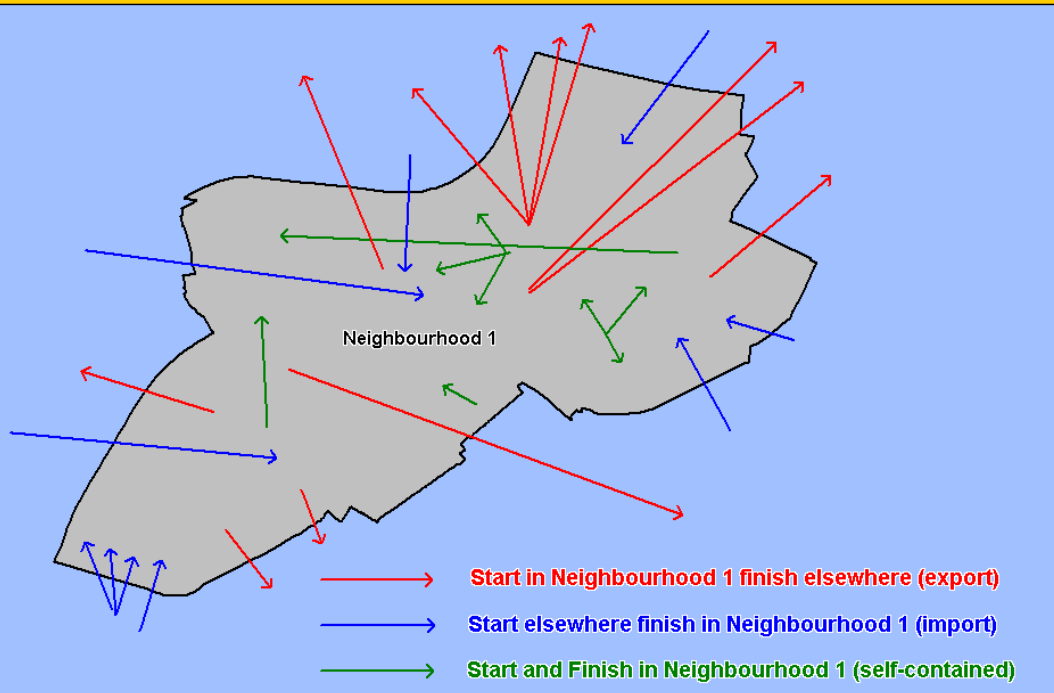 Neighbourhood 1
Start in Neighbourhood 1 finish elsewhere (export)
Start elsewhere finish in Neighbourhood 1 (import)
Start and Finish in Neighbourhood 1 (self-contained)